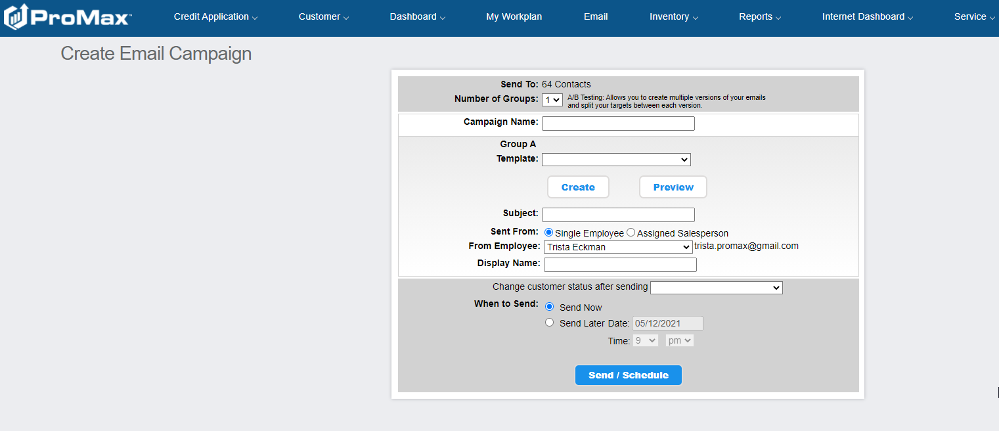 ProMax™ Credit Application Customer Dashboard My Workplan Email Inventory Reports Internet Dashboard Service
Create Email Campaign
Send To: 64 Contacts
Number of Groups: 1 A/B Testing: Allows you to create multiple versions of your emails
and split your targets between each version.
Campaign Name:
Group A
Template:
Create Preview
Subject:
Sent From: Single Employee Assigned Salesperson
From Employee: Trista Eckman trista.promax@gmail.com
Display Name:
Change customer status after sending
When to Send: Send Now
Send Later Date: 05/12/2021
Time: 9 pm
Send / Schedule